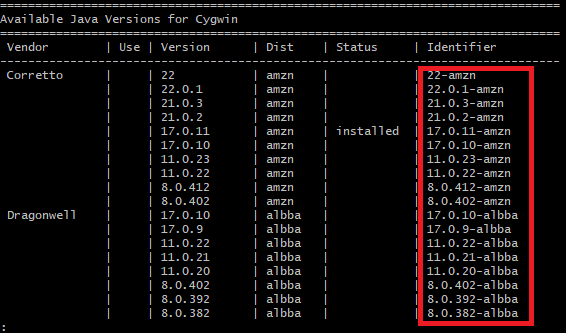 ================================================================================
Available Java Versions for Cygwin
================================================================================
Vendor | Use | Version | Dist | Status | Identifier
--------------------------------------------------------------------------------
Corretto | | 22 | amzn | | 22-amzn
| | 22.0.1 | amzn | | 22.0.1-amzn
| | 21.0.3 | amzn | | 21.0.3-amzn
| | 21.0.2 | amzn | | 21.0.2-amzn
| | 17.0.11 | amzn | installed | 17.0.11-amzn
| | 17.0.10 | amzn | | 17.0.10-amzn
| | 11.0.23 | amzn | | 11.0.23-amzn
| | 11.0.22 | amzn | | 11.0.22-amzn
| | 8.0.412 | amzn | | 8.0.412-amzn
| | 8.0.402 | amzn | | 8.0.402-amzn
Dragonwell | | 17.0.10 | albba | | 17.0.10-albba
| | 17.0.9 | albba | | 17.0.9-albba
| | 11.0.22 | albba | | 11.0.22-albba
| | 11.0.21 | albba | | 11.0.21-albba
| | 11.0.20 | albba | | 11.0.20-albba
| | 8.0.402 | albba | | 8.0.402-albba
| | 8.0.392 | albba | | 8.0.392-albba
| | 8.0.382 | albba | | 8.0.382-albba
: